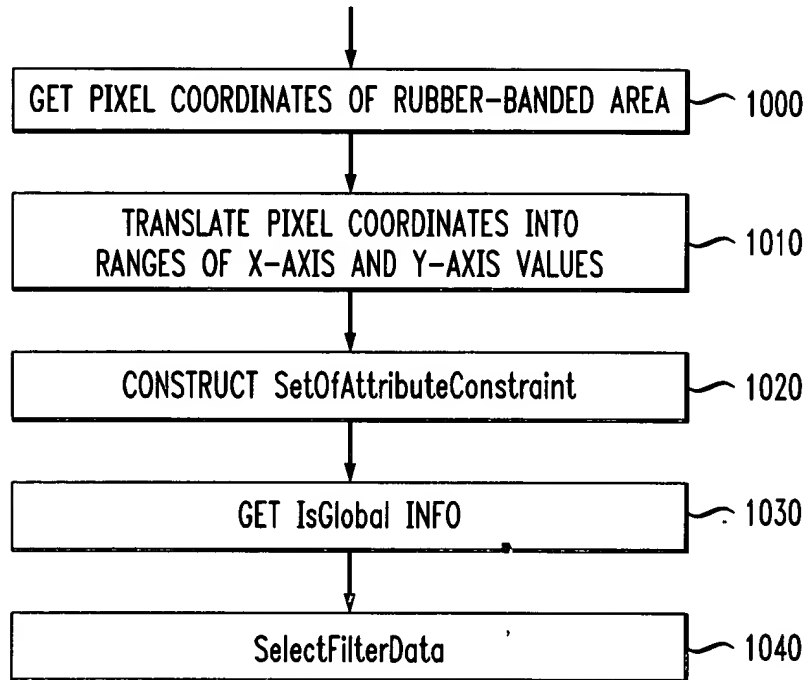 GET PIXEL COORDINATES OF RUBBER-BANDED AREA 1000
TRANSLATE PIXEL COORDINATES INTO
RANGES OF X-AXIS AND Y-AXIS VALUES 1010
CONSTRUCT SetOfAttributeConstraint 1020
GET IsGlobal INFO 1030
SelectFilterData 1040